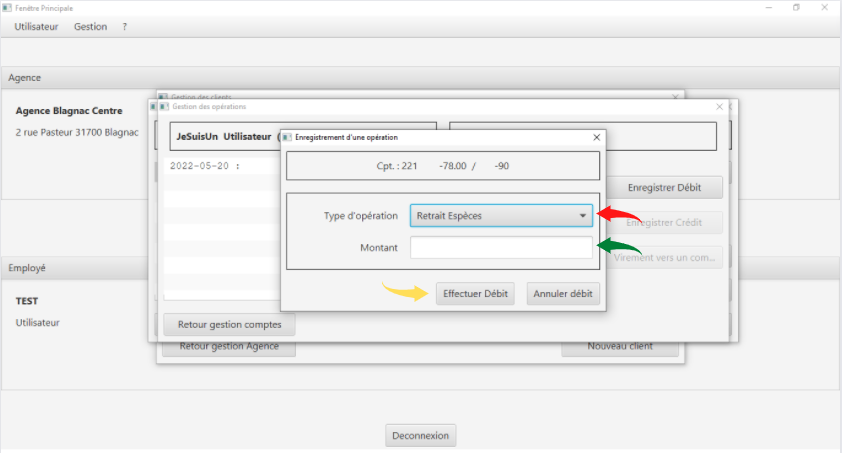 Fenêtre Principale
Utilisateur Gestion ?
Agence
Agence Blagnac Centre
2 rue Pasteur 31700 Blagnac
Gestion des clients
Gestion des opérations
JeSuisUn Utilisateur (
2022-05-20 :
Enregistrement d'une opération
Cpt. : 221 -78.00 / -90
Type d'opération Retrait Espèces
Montant
Effectuer Débit Annuler débit
Enregistrer Débit
Enregistrer Crédit
Virement vers un com...
Employé
TEST
Utilisateur
Retour gestion comptes
Retour gestion Agence Nouveau client
Deconnexion